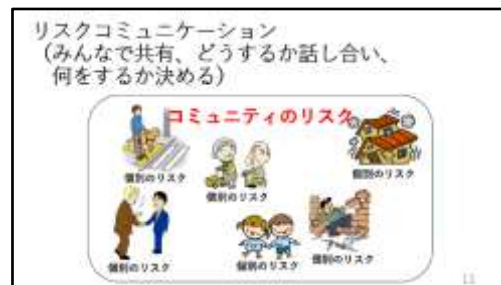 リスクコミュニケーション
(みんなで共有、どうするか話し合い、
何をするか決める)
コミュニティのリスク
個別のリスク
個別のリスク
個別のリスク
個別のリスク
個別のリスク
個別のリスク
11